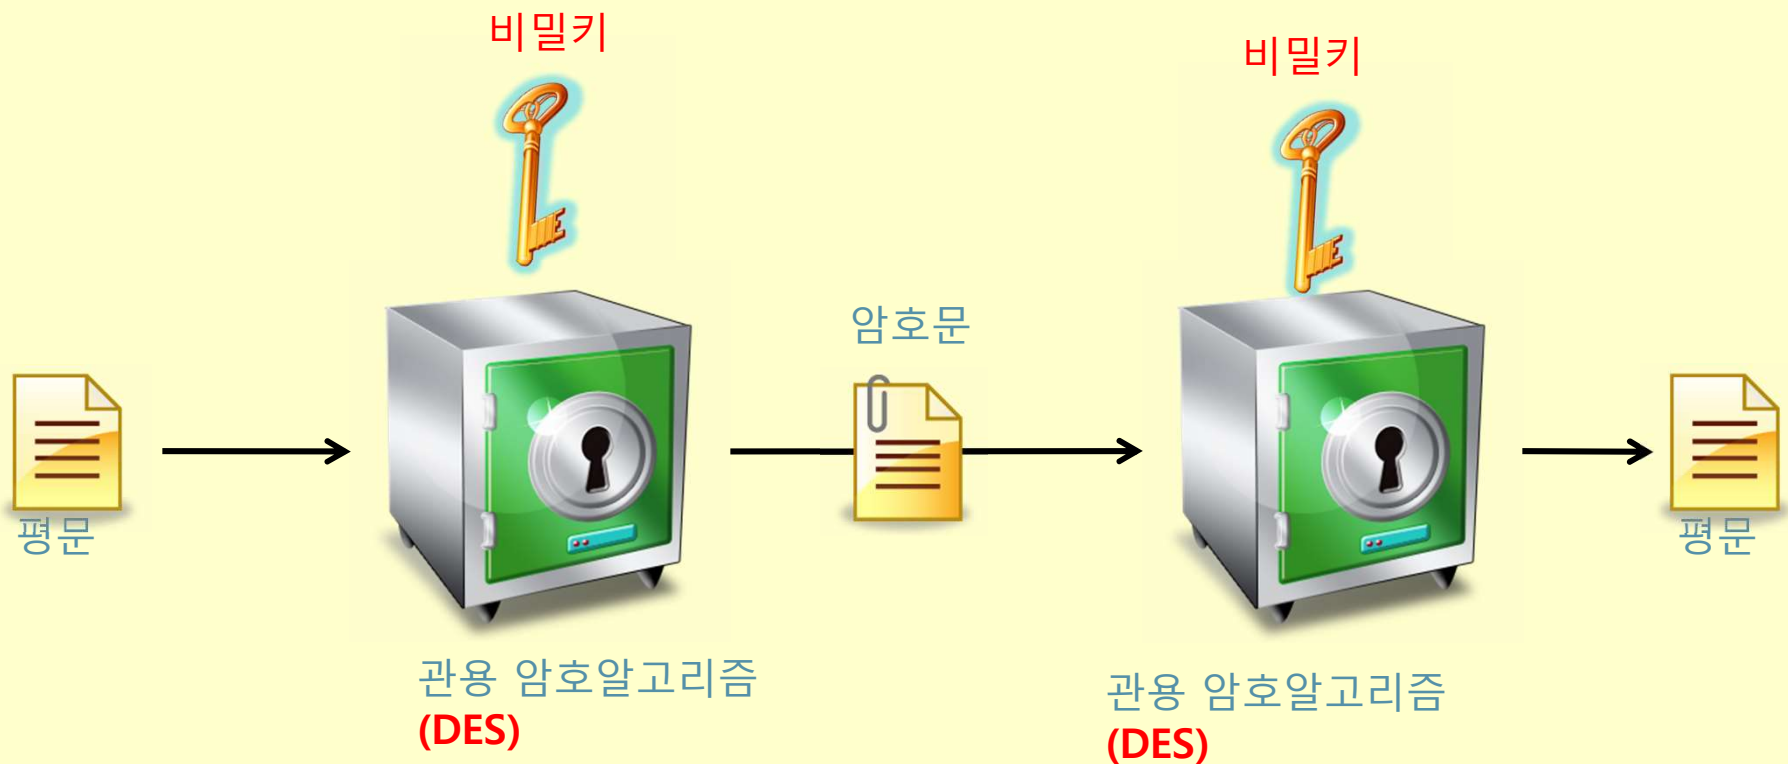 비밀키
비밀키
암호문
평문
평문
관용 암호알고리즘
(DES)
관용 암호알고리즘
(DES)